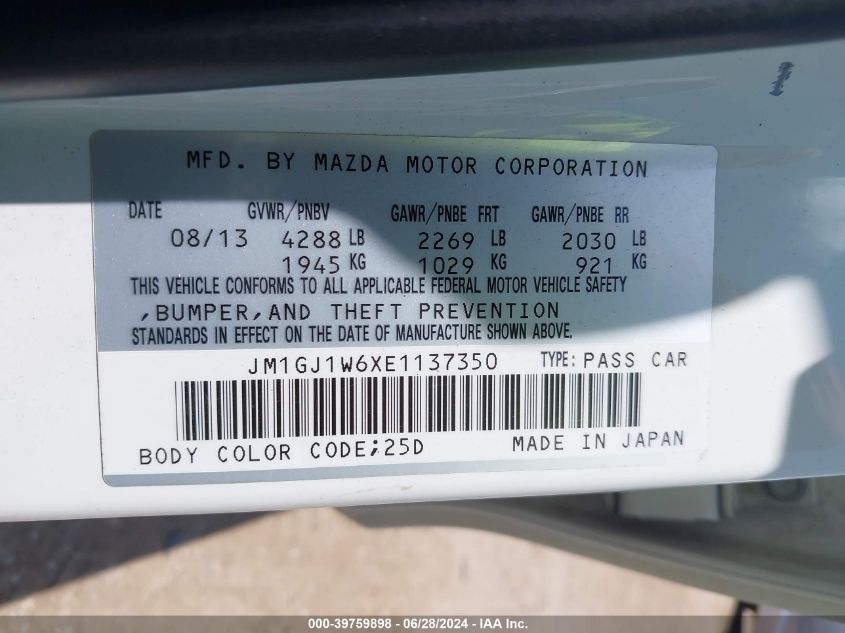 MFD. BY MAZDA MOTOR CORPORATION
DATE GVWR/PNBV GAWR/PNBE FRT GAWR/PNBE RR
08/13 4288 LB 2269 LB 2030 LB
1945 KG 1029 KG 921 KG
THIS VEHICLE CONFORMS TO ALL APPLICABLE FEDERAL MOTOR VEHICLE SAFETY
,BUMPER,AND THEFT PREVENTION
STANDARDS IN EFFECT ON THE DATE OF MANUFACTURE SHOWN ABOVE.
JM1GJ1W6XE1137350 TYPE: PASS CAR
BODY COLOR CODE;25D MADE IN JAPAN
000-39759898 - 06/28/2024 - IAA Inc.